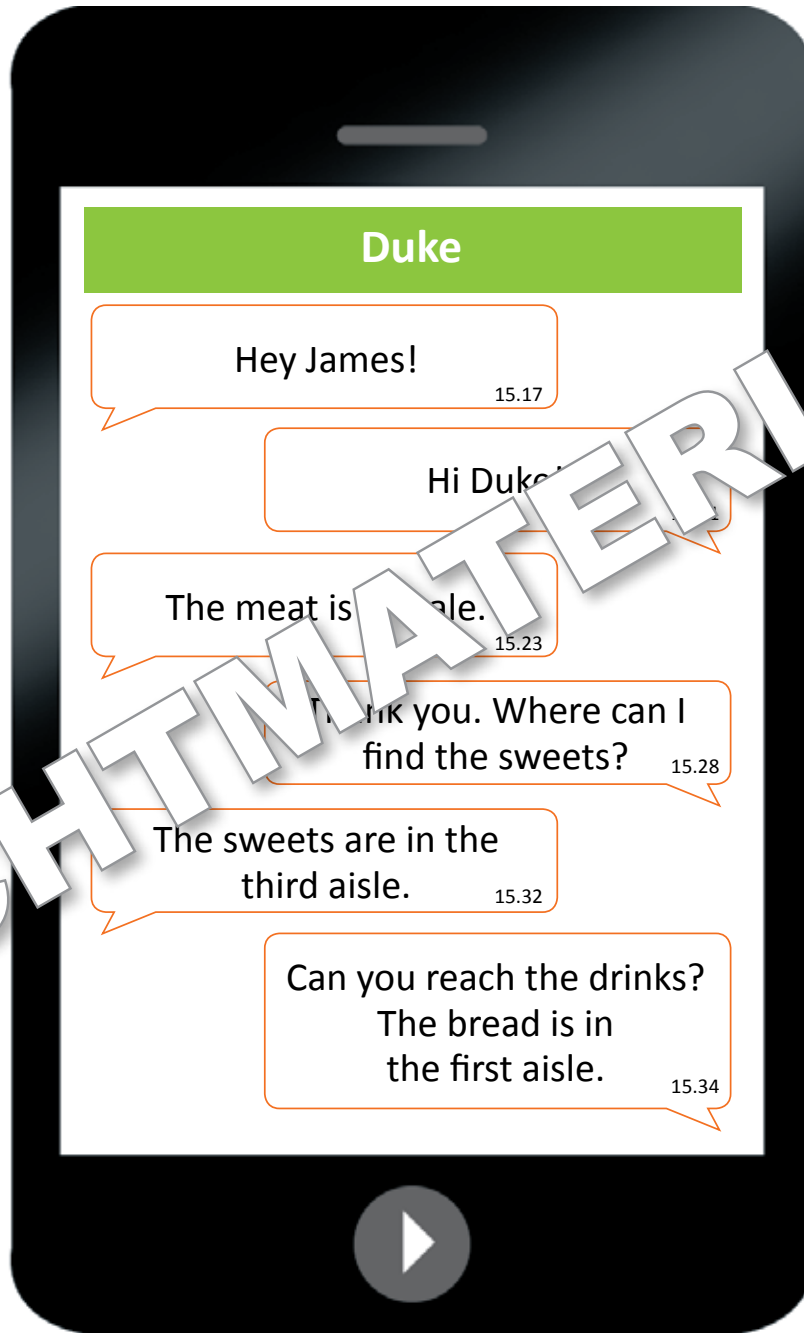 Duke
Hey James!
15.17
Hi Duke
The meat is ale.
15.23
you. Where can I
find the sweets?
15.28
The sweets are in the
third aisle.
15.32
Can you reach the drinks?
The bread is in
the first aisle.
15.34
CHTMATERI